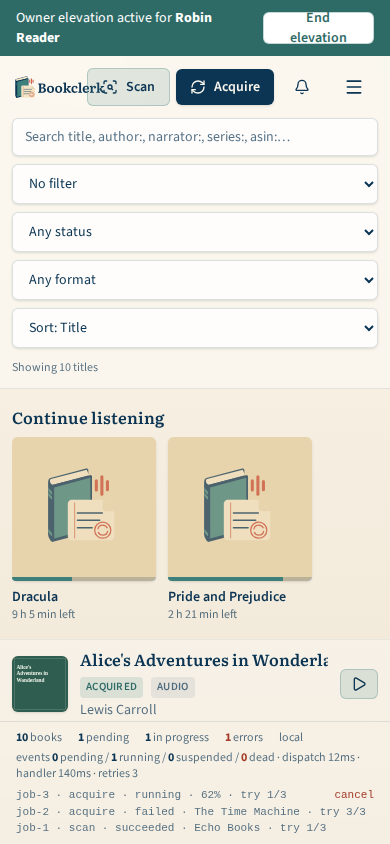 Owner elevation active for Robin Reader
End elevation
Bookclerk
Scan
Acquire
Search title, author:, narrator:, series:, asin:…
No filter
Any status
Any format
Sort: Title
Showing 10 titles
Continue listening
Dracula
9 h 5 min left
Pride and Prejudice
2 h 21 min left
Alice's Adventures in Wonderland
Alice's Adventures in Wonderla
ACQUIRED AUDIO
Lewis Carroll
10 books 1 pending 1 in progress 1 errors local
events 0 pending / 1 running / 0 suspended / 0 dead · dispatch 12ms ·
handler 140ms · retries 3
job-3 · acquire · running · 62% · try 1/3 cancel
job-2 · acquire · failed · The Time Machine · try 3/3
job-1 · scan · succeeded · Echo Books · try 1/3